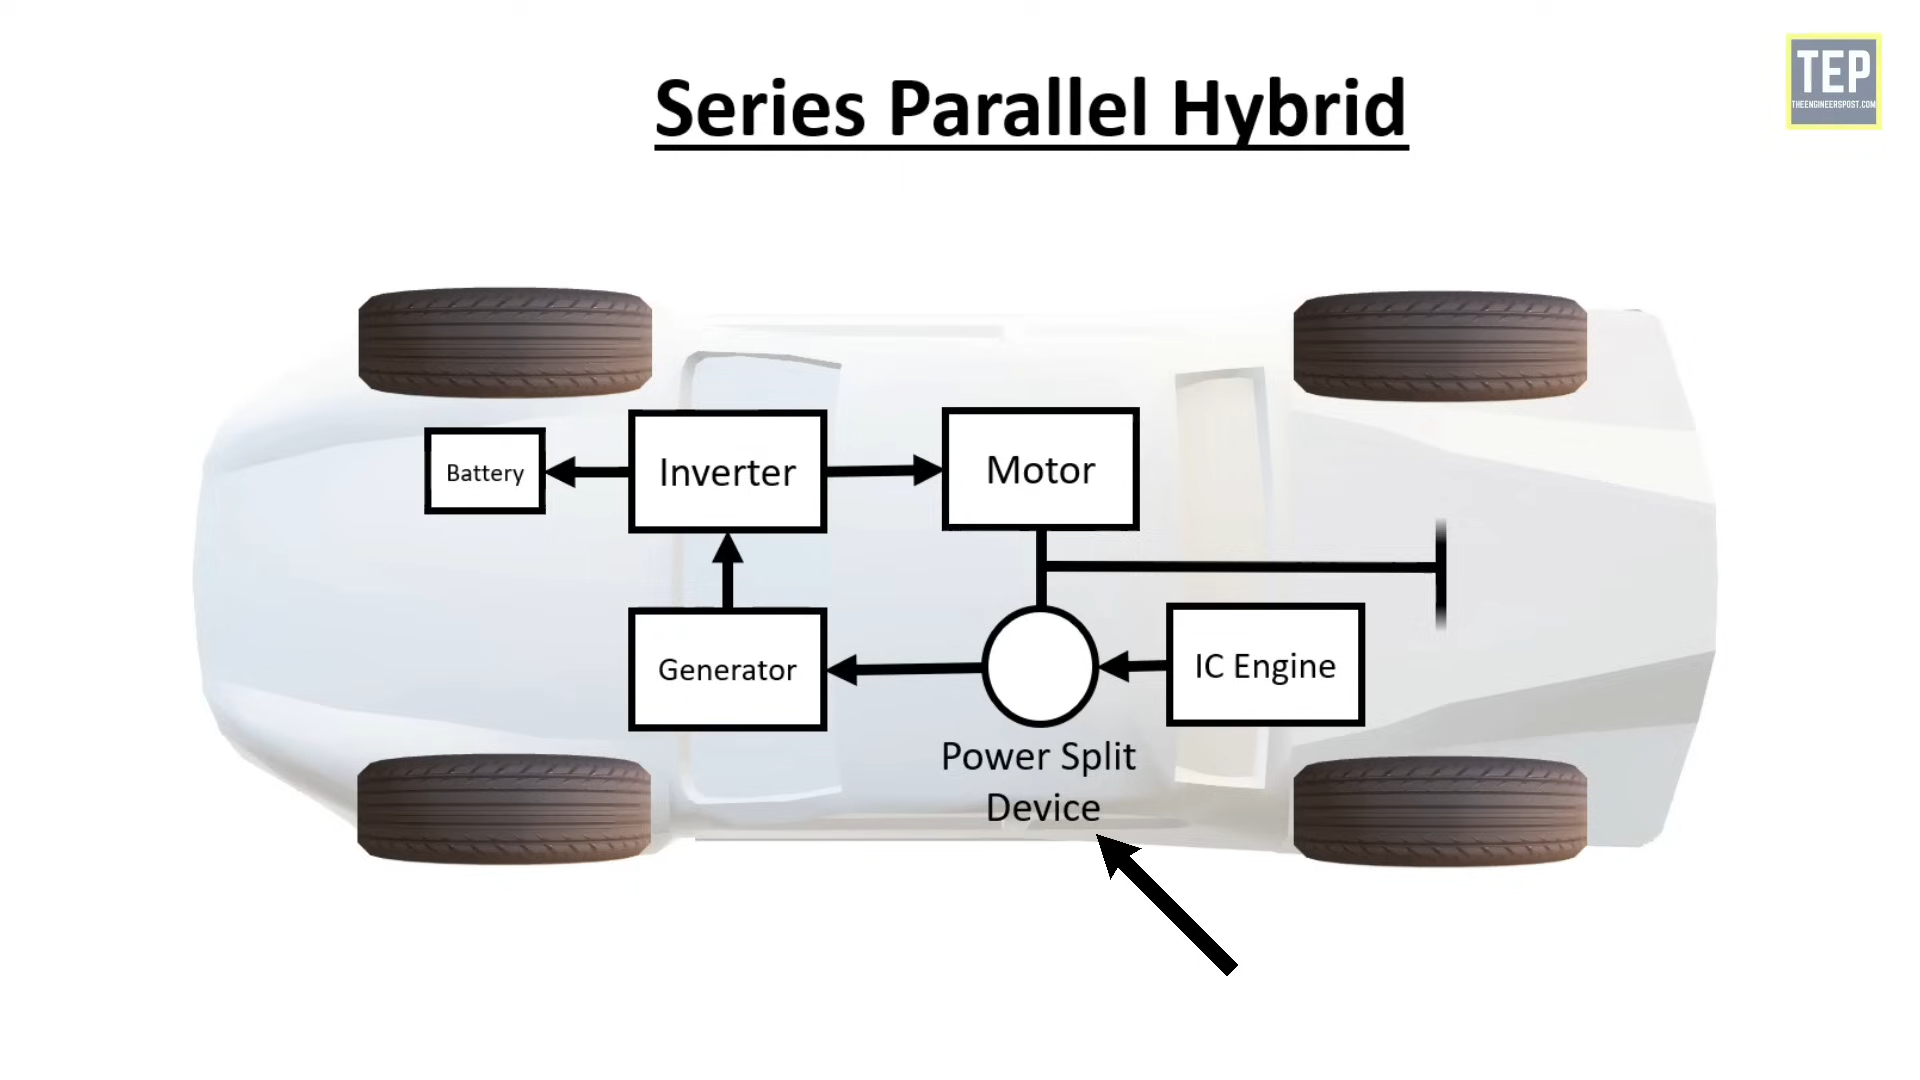 Series Parallel Hybrid
TEP
THEENGINEERSPOST.COM
Battery
Inverter
Motor
Generator
IC Engine
Power Split
Device